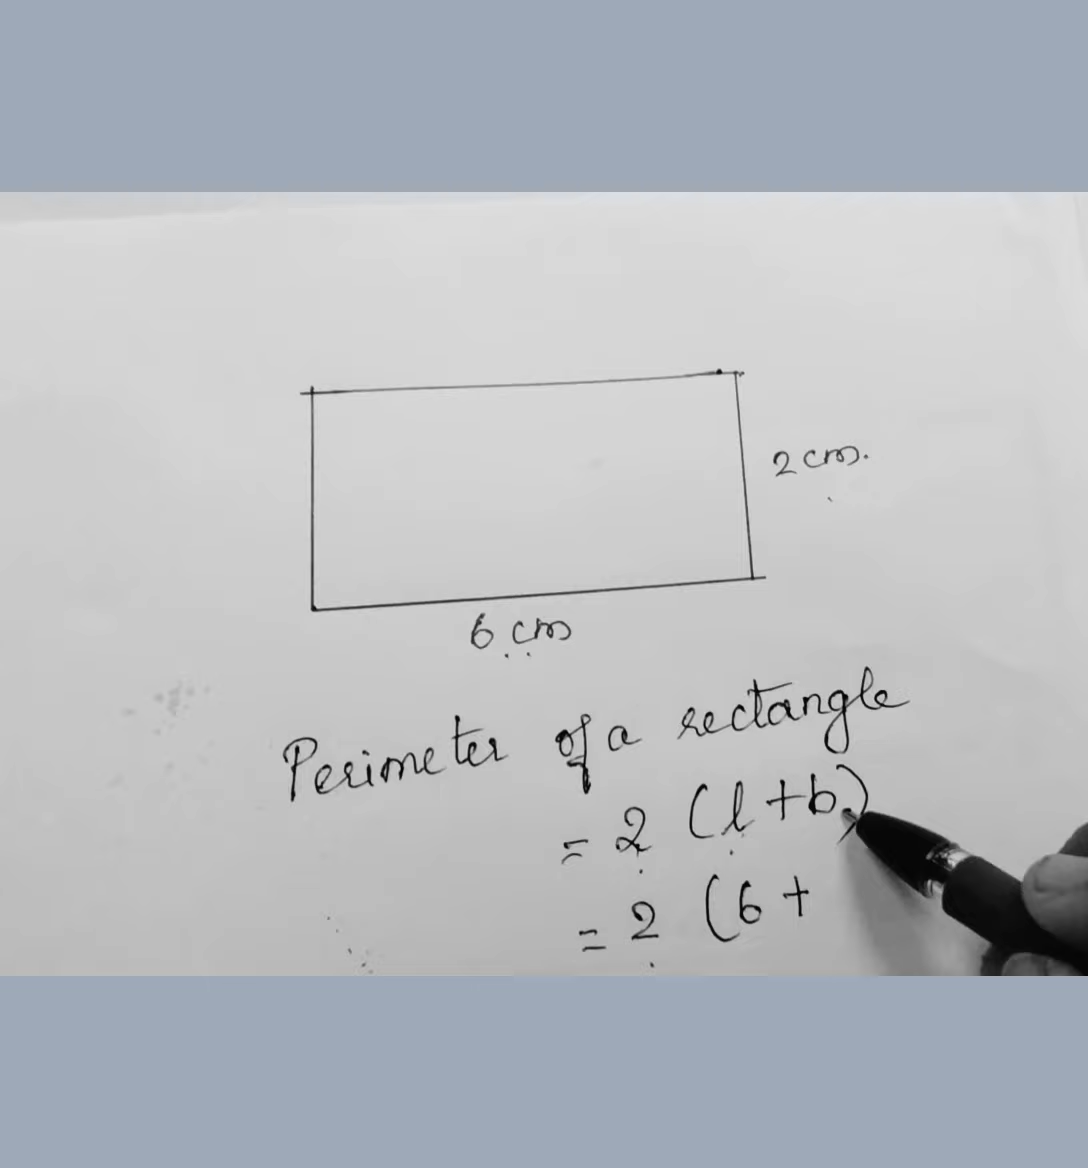 2 cm.
6 cm
Perimeter of a rectangle
= 2 (l + b)
= 2 (6 +